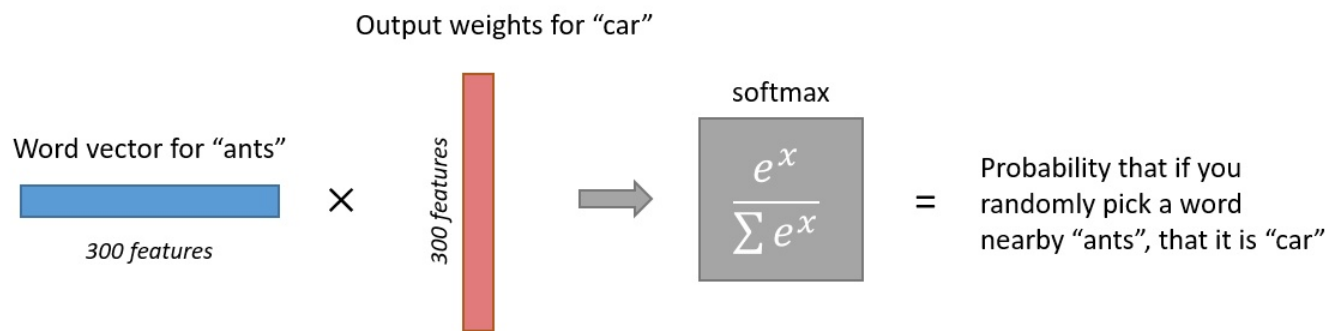 Output weights for “car”
softmax
Word vector for “ants”
300 features
×
300 features
e^x
∑ e^x
=
Probability that if you
randomly pick a word
nearby “ants”, that it is “car”